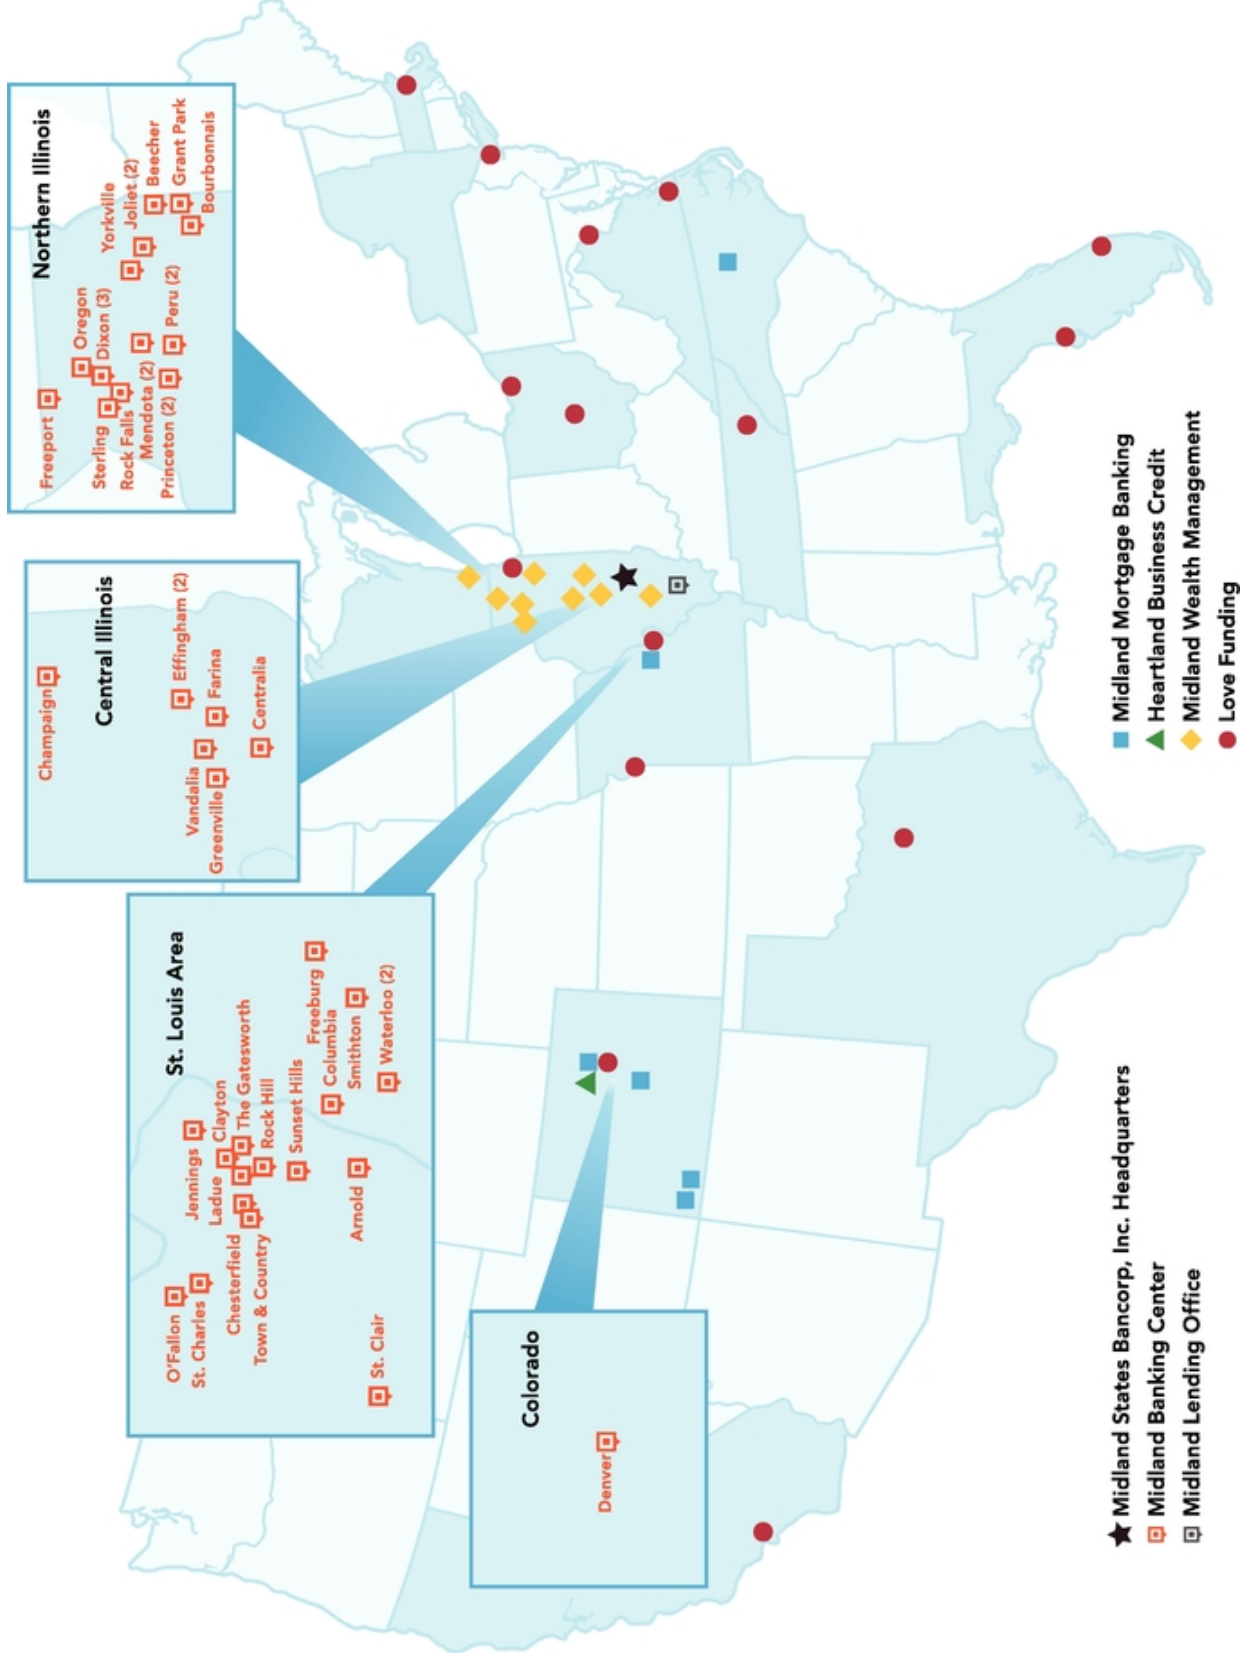 Northern Illinois
Freeport
Oregon
Dixon (3)
Sterling
Rock Falls
Mendota (2)
Princeton (2)
Peru (2)
Yorkville
Joliet (2)
Beecher
Grant Park
Bourbonnais
Central Illinois
Champaign
Effingham (2)
Farina
Vandalia
Greenville
Centralia
St. Louis Area
O'Fallon
St. Charles
Jennings
Ladue
Clayton
The Gatesworth
Chesterfield
Town & Country
Rock Hill
Sunset Hills
Freeburg
Columbia
Smithton
Waterloo (2)
Arnold
St. Clair
Colorado
Denver
Midland States Bancorp, Inc. Headquarters
Midland Banking Center
Midland Lending Office
Midland Mortgage Banking
Heartland Business Credit
Midland Wealth Management
Love Funding